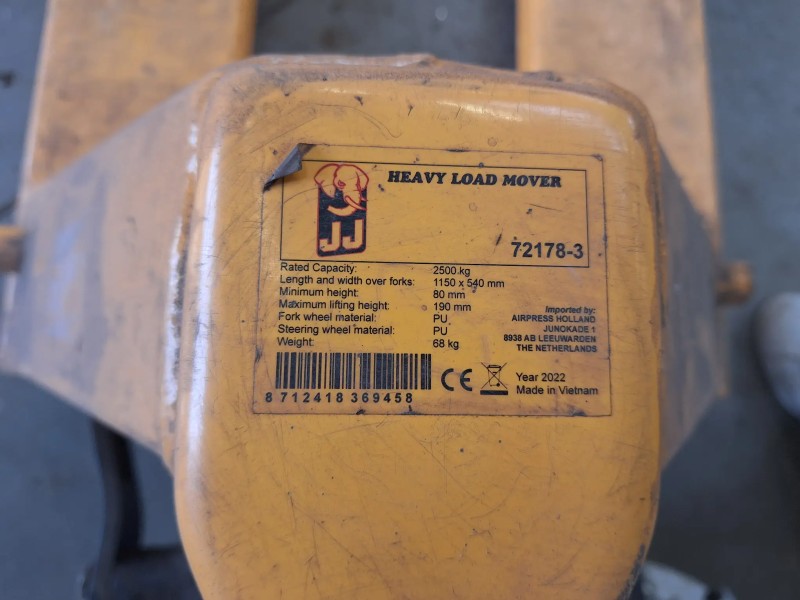 HEAVY LOAD MOVER
JJ
72178-3
Rated Capacity: 2500 kg
Length and width over forks: 1150 x 540 mm
Minimum height: 80 mm
Maximum lifting height: 190 mm
Fork wheel material: PU
Steering wheel material: PU
Weight: 68 kg
Imported by:
AIRPRESS HOLLAND
JUNOKADE 1
8938 AB LEEUWARDEN
THE NETHERLANDS
8 712418 369458
CE
Year 2022
Made in Vietnam